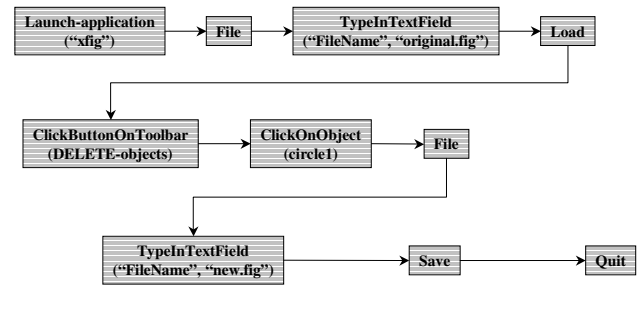 Launch-application
(“xfig”)
File
TypeInTextField
(“FileName”, “original.fig”)
Load
ClickButtonOnToolbar
(DELETE-objects)
ClickOnObject
(circle1)
File
TypeInTextField
(“FileName”, “new.fig”)
Save
Quit